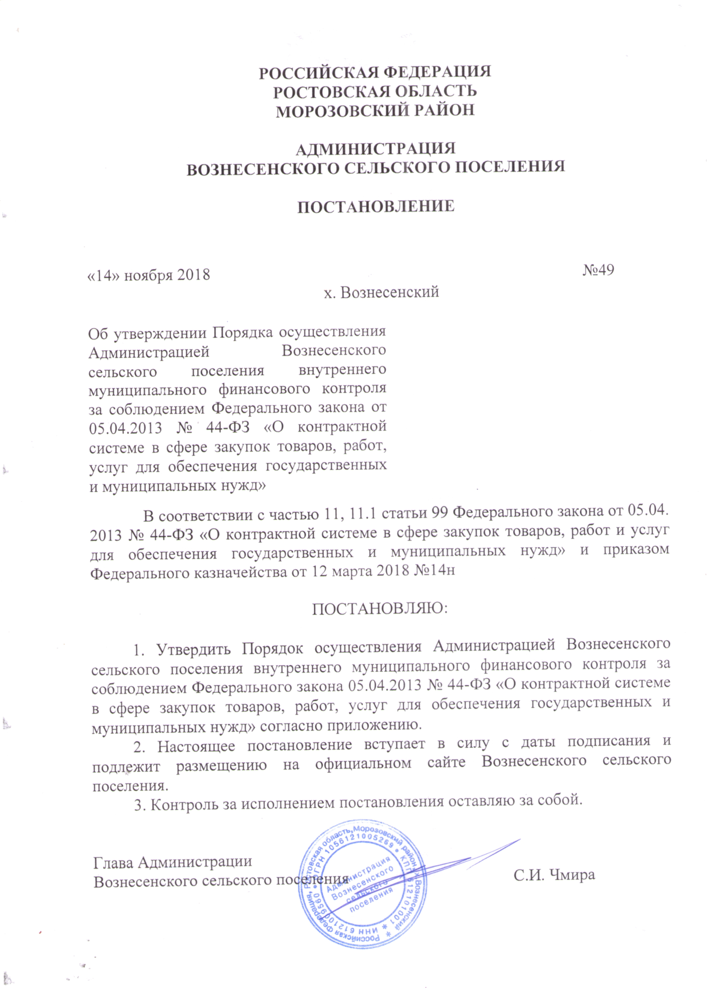 РОССИЙСКАЯ ФЕДЕРАЦИЯ
РОСТОВСКАЯ ОБЛАСТЬ
МОРОЗОВСКИЙ РАЙОН
АДМИНИСТРАЦИЯ
ВОЗНЕСЕНСКОГО СЕЛЬСКОГО ПОСЕЛЕНИЯ
ПОСТАНОВЛЕНИЕ
«14» ноября 2018 №49
х. Вознесенский
Об утверждении Порядка осуществления
Администрацией Вознесенского
сельского поселения внутреннего
муниципального финансового контроля
за соблюдением Федерального закона от
05.04.2013 № 44-ФЗ «О контрактной
системе в сфере закупок товаров, работ,
услуг для обеспечения государственных
и муниципальных нужд»
В соответствии с частью 11, 11.1 статьи 99 Федерального закона от 05.04.
2013 № 44-ФЗ «О контрактной системе в сфере закупок товаров, работ и услуг
для обеспечения государственных и муниципальных нужд» и приказом
Федерального казначейства от 12 марта 2018 №14н
ПОСТАНОВЛЯЮ:
1. Утвердить Порядок осуществления Администрацией Вознесенского
сельского поселения внутреннего муниципального финансового контроля за
соблюдением Федерального закона 05.04.2013 № 44-ФЗ «О контрактной системе
в сфере закупок товаров, работ, услуг для обеспечения государственных и
муниципальных нужд» согласно приложению.
2. Настоящее постановление вступает в силу с даты подписания и
подлежит размещению на официальном сайте Вознесенского сельского
поселения.
3. Контроль за исполнением постановления оставляю за собой.
Глава Администрации
Вознесенского сельского поселения С.И. Чмира
Российская Федерация, Ростовская область, Морозовский район, х. Вознесенский *
ИНН 6121009560 • ОГРН 1056121005269 • КПП 612101001 *
Администрация
Вознесенского
сельского
поселения